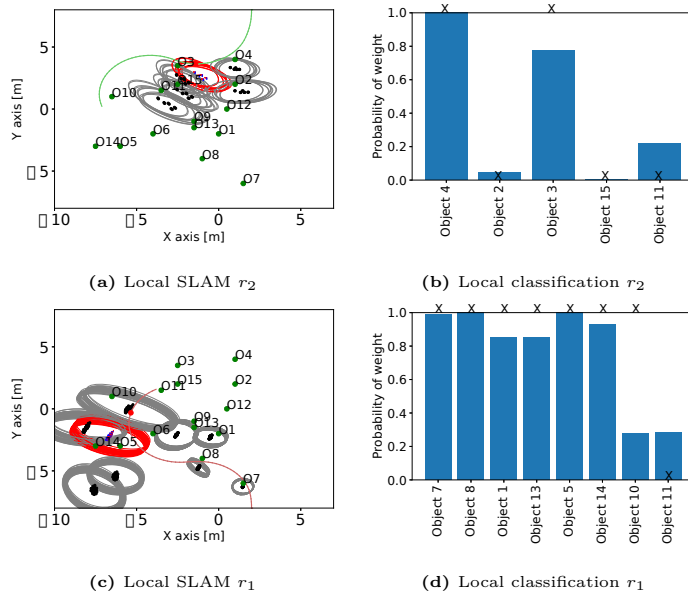 5
0
▯5
▯10 ▯5 0 5
Y axis [m]
X axis [m]
O4
O3
O15
O2
O11
O10
O12
O9
O13
O6
O1
O14 O5
O8
O7
1.0
0.8
0.6
0.4
0.2
0.0
Probability of weight
X X X X X
Object 4
Object 2
Object 3
Object 15
Object 11
(a) Local SLAM r₂
(b) Local classification r₂
5
0
▯5
▯10 ▯5 0 5
Y axis [m]
X axis [m]
O4
O3
O15
O2
O11
O10
O12
O9
O13
O6
O1
O14 O5
O8
O7
1.0
0.8
0.6
0.4
0.2
0.0
Probability of weight
X X X X X X X X
Object 7
Object 8
Object 1
Object 13
Object 5
Object 14
Object 10
Object 11
(c) Local SLAM r₁
(d) Local classification r₁